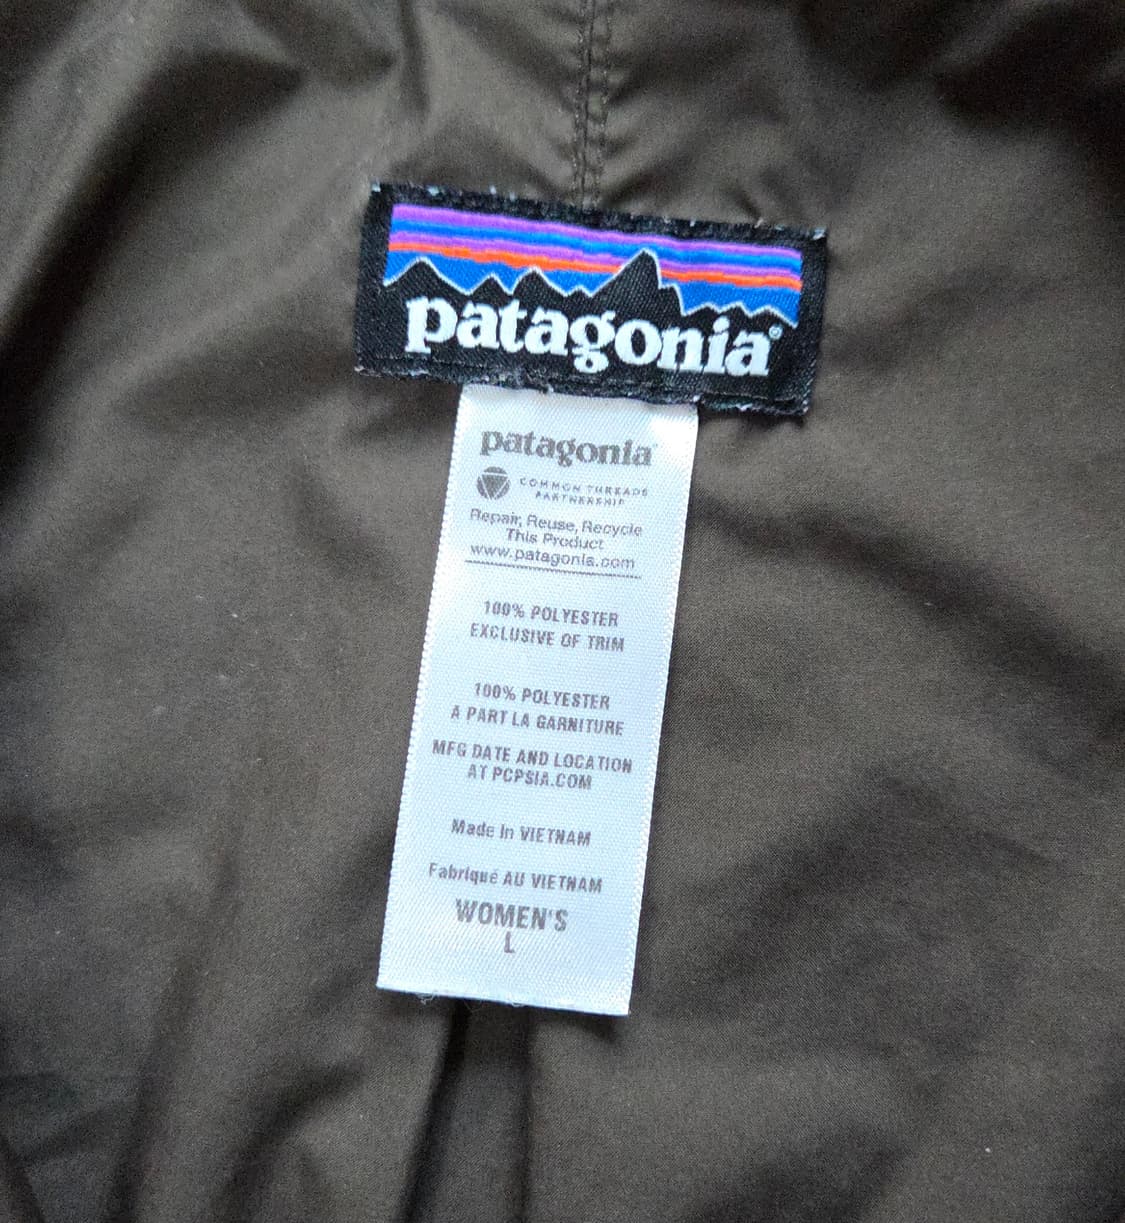 patagonia®
patagonia
COMMON THREADS
PARTNERSHIP
Repair, Reuse, Recycle
This Product
www.patagonia.com
100% POLYESTER
EXCLUSIVE OF TRIM
100% POLYESTER
A PART LA GARNITURE
MFG DATE AND LOCATION
AT PCPSIA.COM
Made In VIETNAM
Fabriqué AU VIETNAM
WOMEN'S
L